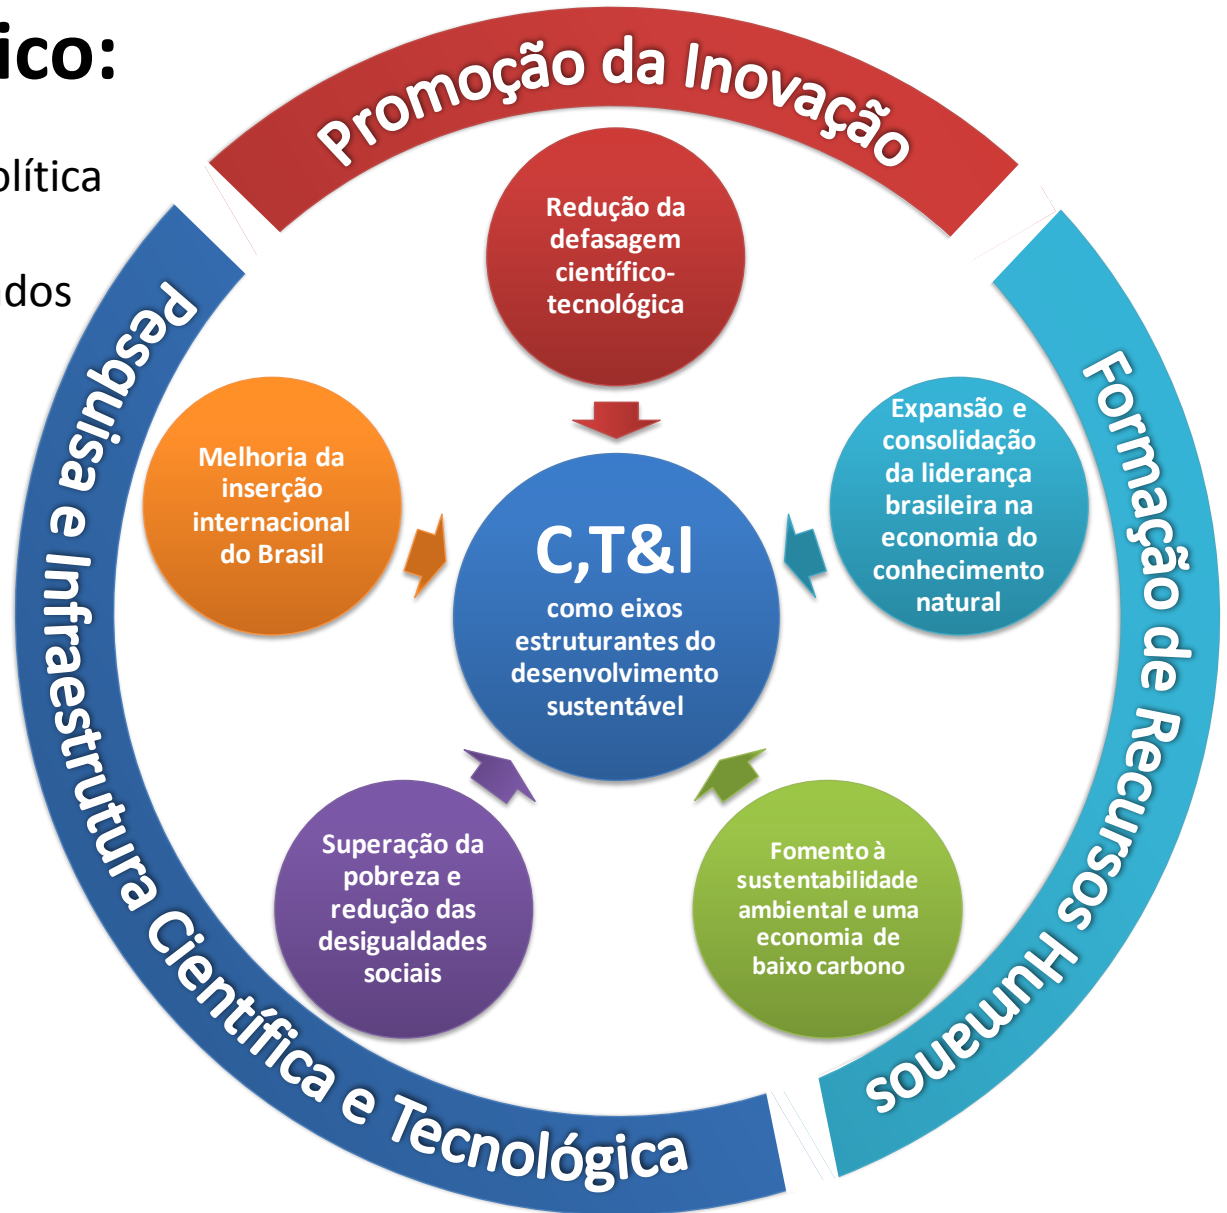 ico:
olítica
ados
Promoção da Inovação
Formação de Recursos Humanos
Pesquisa e Infraestrutura Científica e Tecnológica
Redução da
defasagem
científico-
tecnológica
Expansão e
consolidação
da liderança
brasileira na
economia do
conhecimento
natural
Melhoria da
inserção
internacional
do Brasil
C,T&I
como eixos
estruturantes do
desenvolvimento
sustentável
Superação da
pobreza e
redução das
desigualdades
sociais
Fomento à
sustentabilidade
ambiental e uma
economia de
baixo carbono